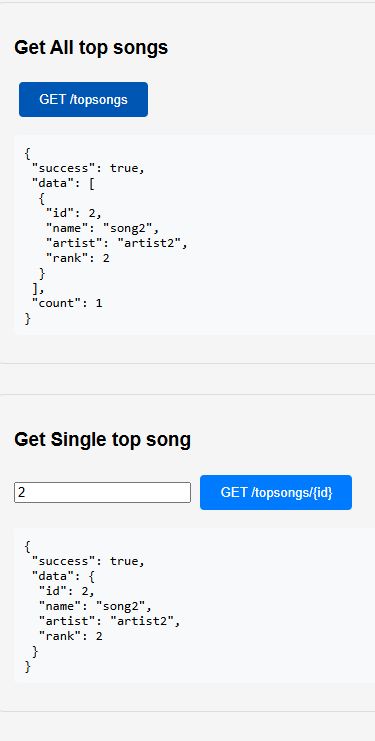 Get All top songs
GET /topsongs
{
"success": true,
"data": [
{
"id": 2,
"name": "song2",
"artist": "artist2",
"rank": 2
}
],
"count": 1
}
Get Single top song
2 GET /topsongs/{id}
{
"success": true,
"data": {
"id": 2,
"name": "song2",
"artist": "artist2",
"rank": 2
}
}